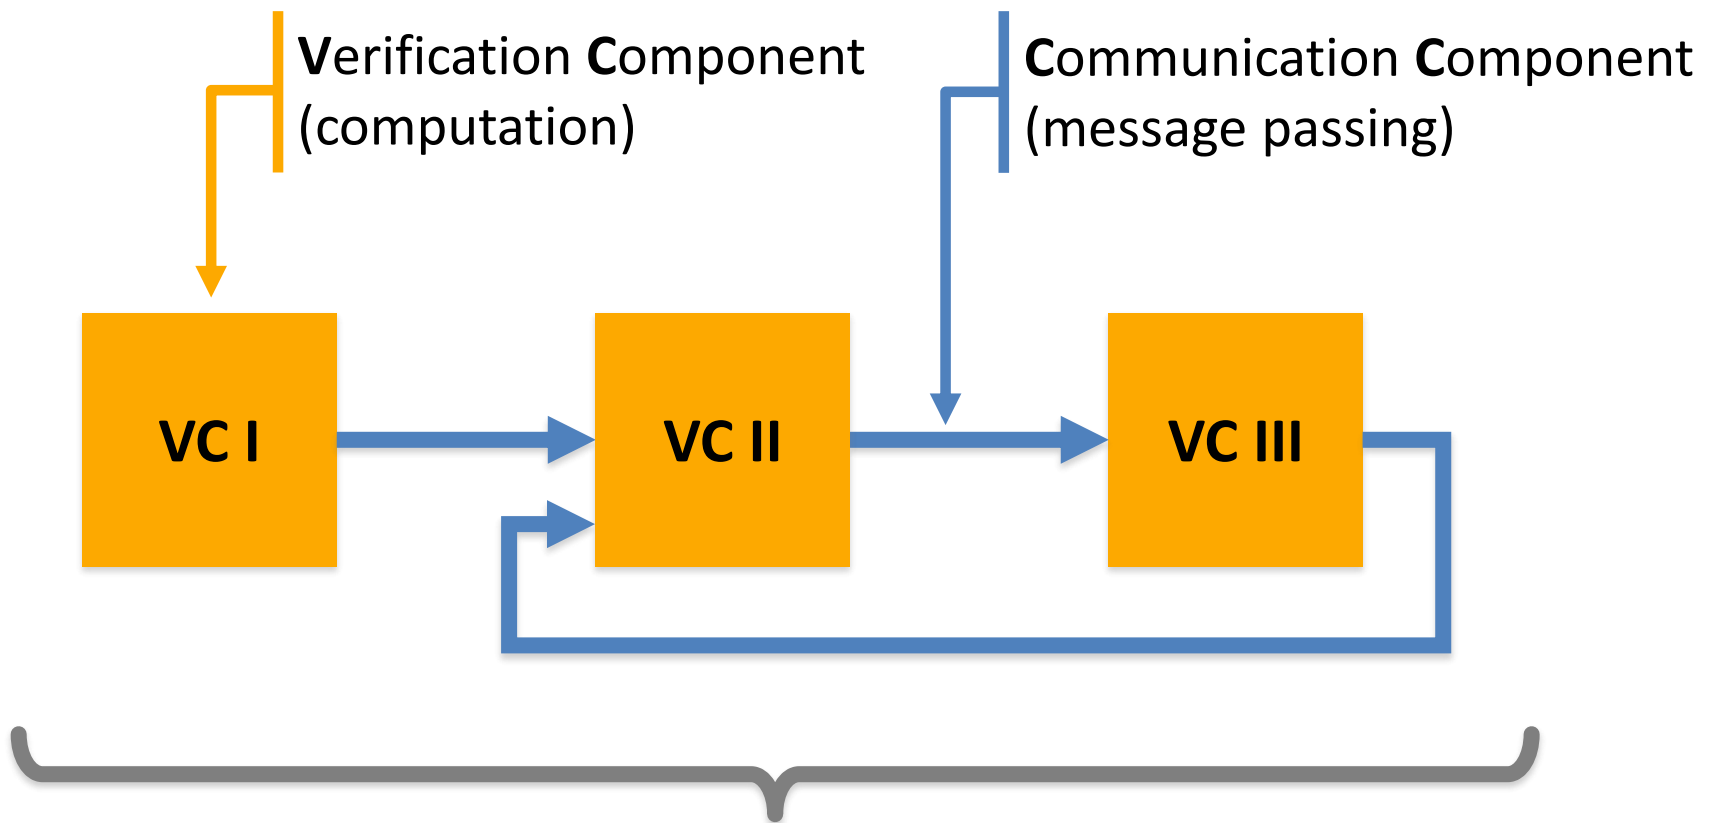 Verification Component
(computation)
Communication Component
(message passing)
VC I
VC II
VC III